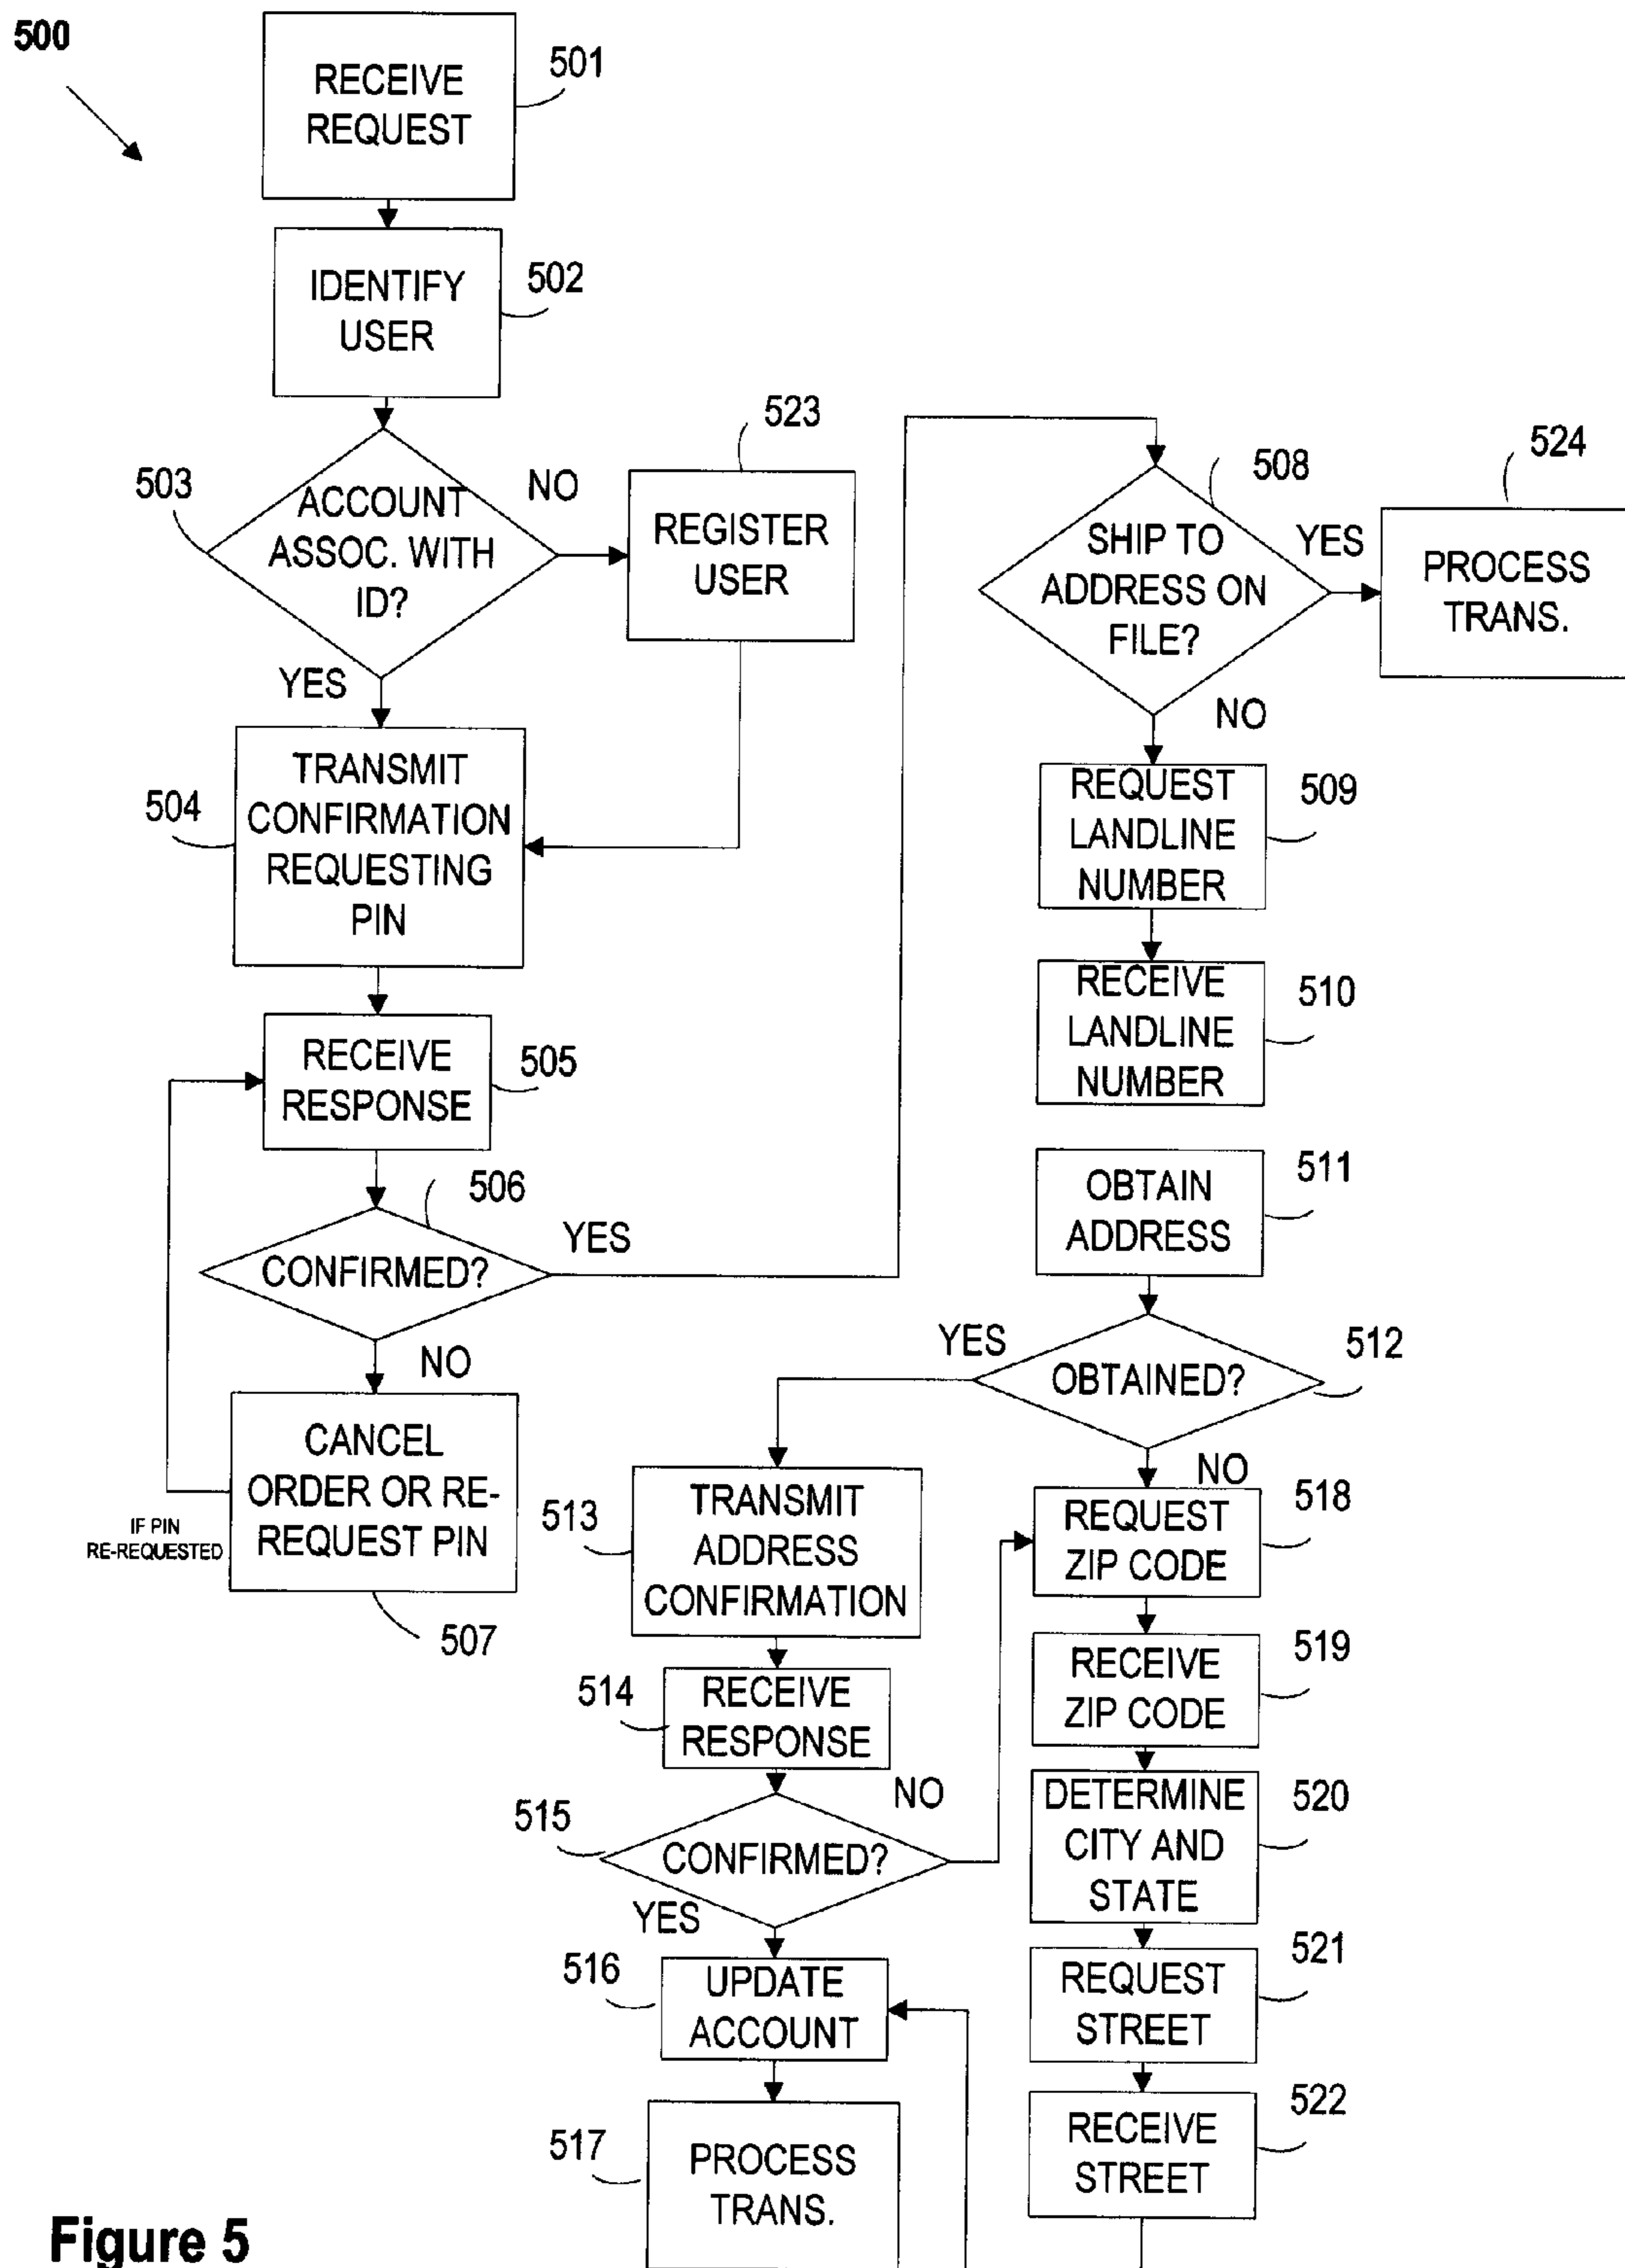 500
RECEIVE
REQUEST
501
IDENTIFY
USER
502
503
ACCOUNT
ASSOC. WITH
ID?
NO
YES
523
REGISTER
USER
504
TRANSMIT
CONFIRMATION
REQUESTING
PIN
RECEIVE
RESPONSE
505
506
CONFIRMED?
YES
NO
CANCEL
ORDER OR RE-
REQUEST PIN
IF PIN
RE-REQUESTED
507
508
SHIP TO
ADDRESS ON
FILE?
YES
NO
524
PROCESS
TRANS.
REQUEST
LANDLINE
NUMBER
509
RECEIVE
LANDLINE
NUMBER
510
OBTAIN
ADDRESS
511
OBTAINED?
512
YES
NO
513
TRANSMIT
ADDRESS
CONFIRMATION
514
RECEIVE
RESPONSE
515
CONFIRMED?
NO
YES
516
UPDATE
ACCOUNT
517
PROCESS
TRANS.
REQUEST
ZIP CODE
518
RECEIVE
ZIP CODE
519
DETERMINE
CITY AND
STATE
520
REQUEST
STREET
521
RECEIVE
STREET
522
Figure 5